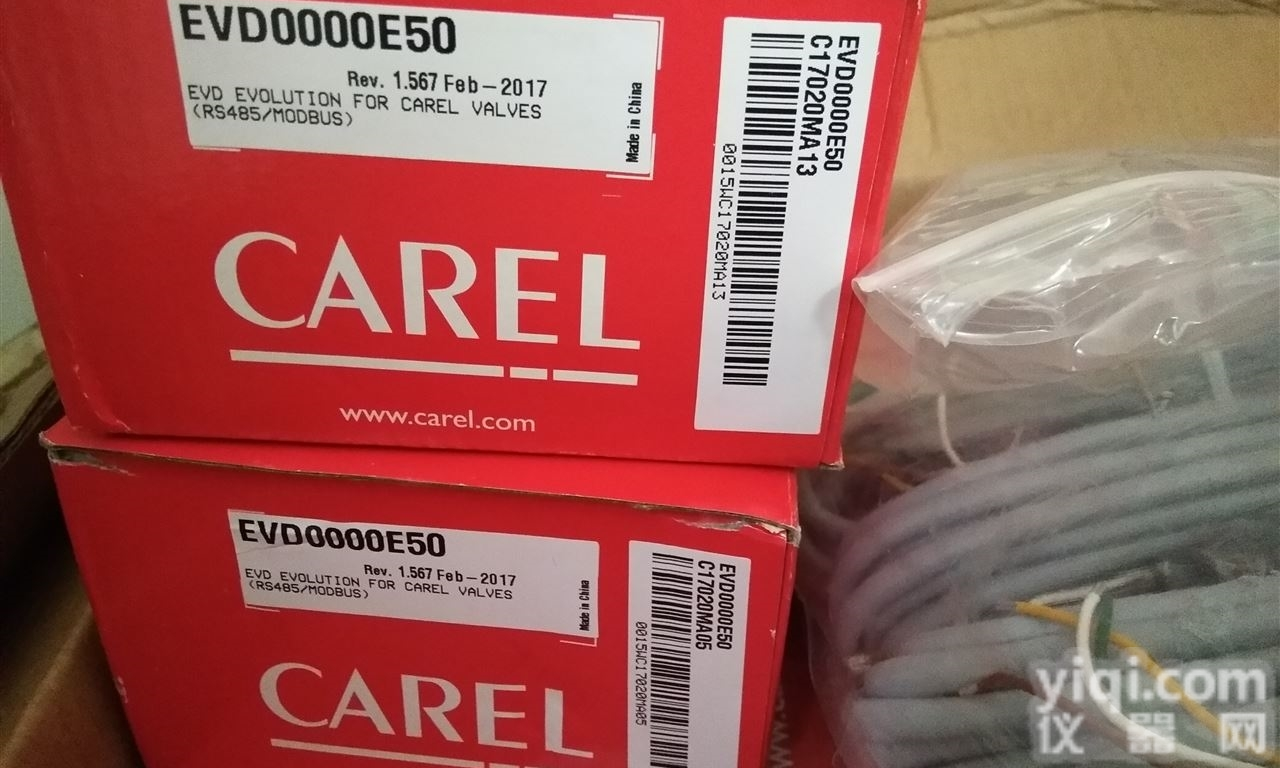 EVD0000E50
Rev. 1.567 Feb-2017
EVD EVOLUTION FOR CAREL VALVES
(RS485/MODBUS)
Made in China
EVD0000E50
C17020MA13
0015WC17020MA13
CAREL
www.carel.com
EVD0000E50
Rev. 1.567 Feb-2017
EVD EVOLUTION FOR CAREL VALVES
(RS485/MODBUS)
Made in China
EVD0000E50
C17020MA05
0015WC17020MA05
CAREL
yiqi.com
仪器网